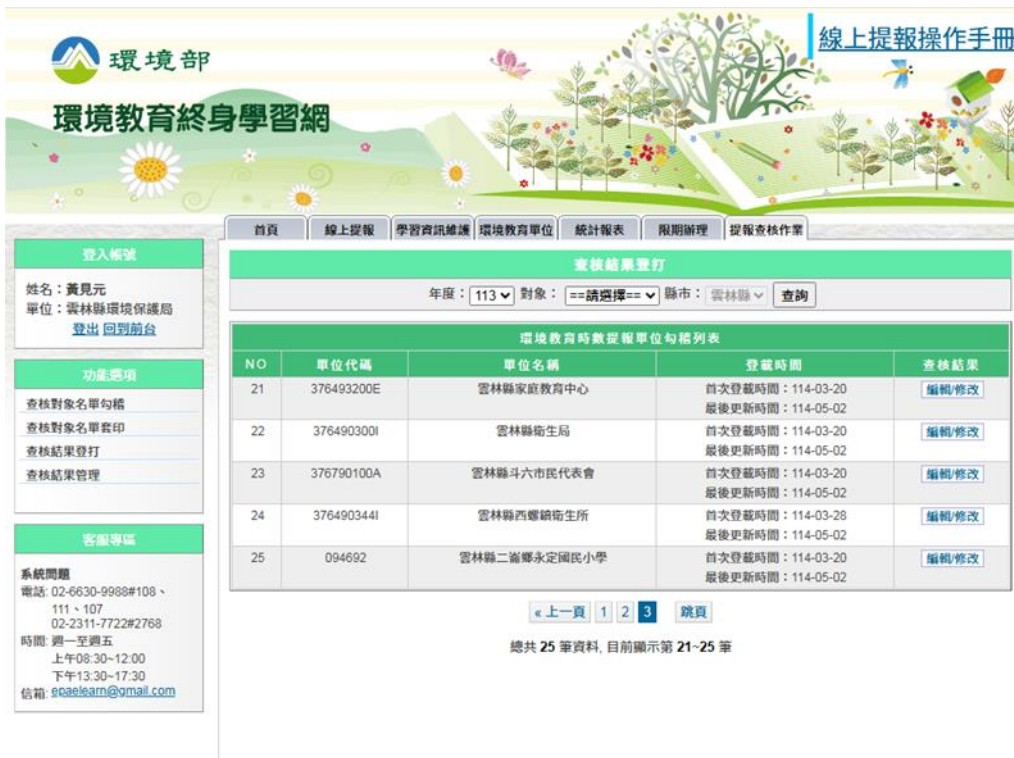 線上提報操作手冊
環境部
環境教育終身學習網
首頁 線上提報 學習資訊維護 環境教育單位 統計報表 限期辦理 提報查核作業
登入帳號
姓名：黃見元
單位：雲林縣環境保護局
登出 回到前台
功能選項
查核對象名單勾稽
查核對象名單套印
查核結果登打
查核結果管理
客服專區
系統問題
電話: 02-6630-9988#108、
111、107
02-2311-7722#2768
時間: 週一至週五
上午08:30~12:00
下午13:30~17:30
信箱: epaelearn@gmail.com
查核結果登打
年度：113 對象：==請選擇== 縣市：雲林縣 查詢
環境教育時數提報單位勾稽列表
NO 單位代碼 單位名稱 登載時間 查核結果
21 376493200E 雲林縣家庭教育中心 首次登載時間：114-03-20 編輯/修改
最後更新時間：114-05-02
22 376490300I 雲林縣衛生局 首次登載時間：114-03-20 編輯/修改
最後更新時間：114-05-02
23 376790100A 雲林縣斗六市民代表會 首次登載時間：114-03-20 編輯/修改
最後更新時間：114-05-02
24 376490344I 雲林縣西螺鎮衛生所 首次登載時間：114-03-28 編輯/修改
最後更新時間：114-05-02
25 094692 雲林縣二崙鄉永定國民小學 首次登載時間：114-03-20 編輯/修改
最後更新時間：114-05-02
« 上一頁 1 2 3 跳頁
總共 25 筆資料, 目前顯示第 21~25 筆